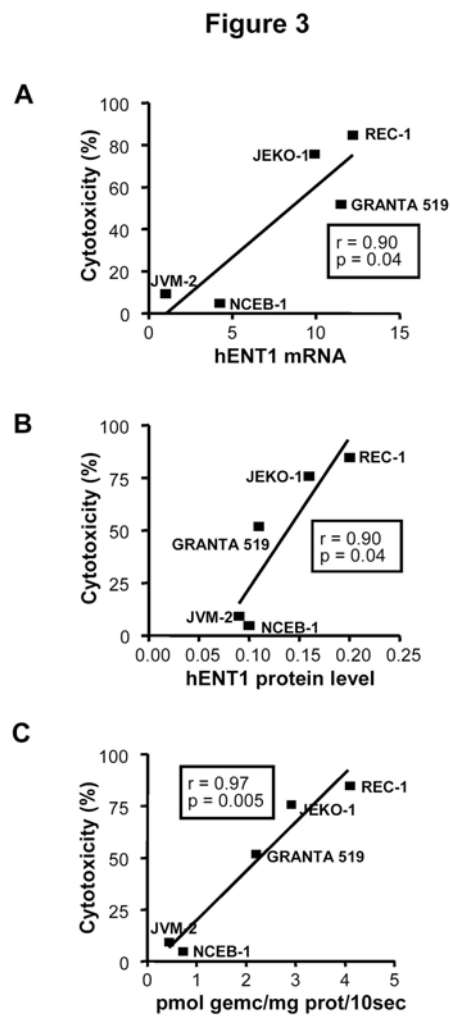 Figure 3
A
Cytotoxicity (%)
100
80
60
40
20
0
REC-1
JEKO-1
GRANTA 519
r = 0.90
p = 0.04
JVM-2
NCEB-1
0 5 10 15
hENT1 mRNA
B
Cytotoxicity (%)
100
75
50
25
0
REC-1
JEKO-1
GRANTA 519
r = 0.90
p = 0.04
JVM-2
NCEB-1
0.00 0.05 0.10 0.15 0.20 0.25
hENT1 protein level
C
Cytotoxicity (%)
100
75
50
25
0
r = 0.97
p = 0.005
REC-1
JEKO-1
GRANTA 519
JVM-2
NCEB-1
0 1 2 3 4 5
pmol gemc/mg prot/10sec